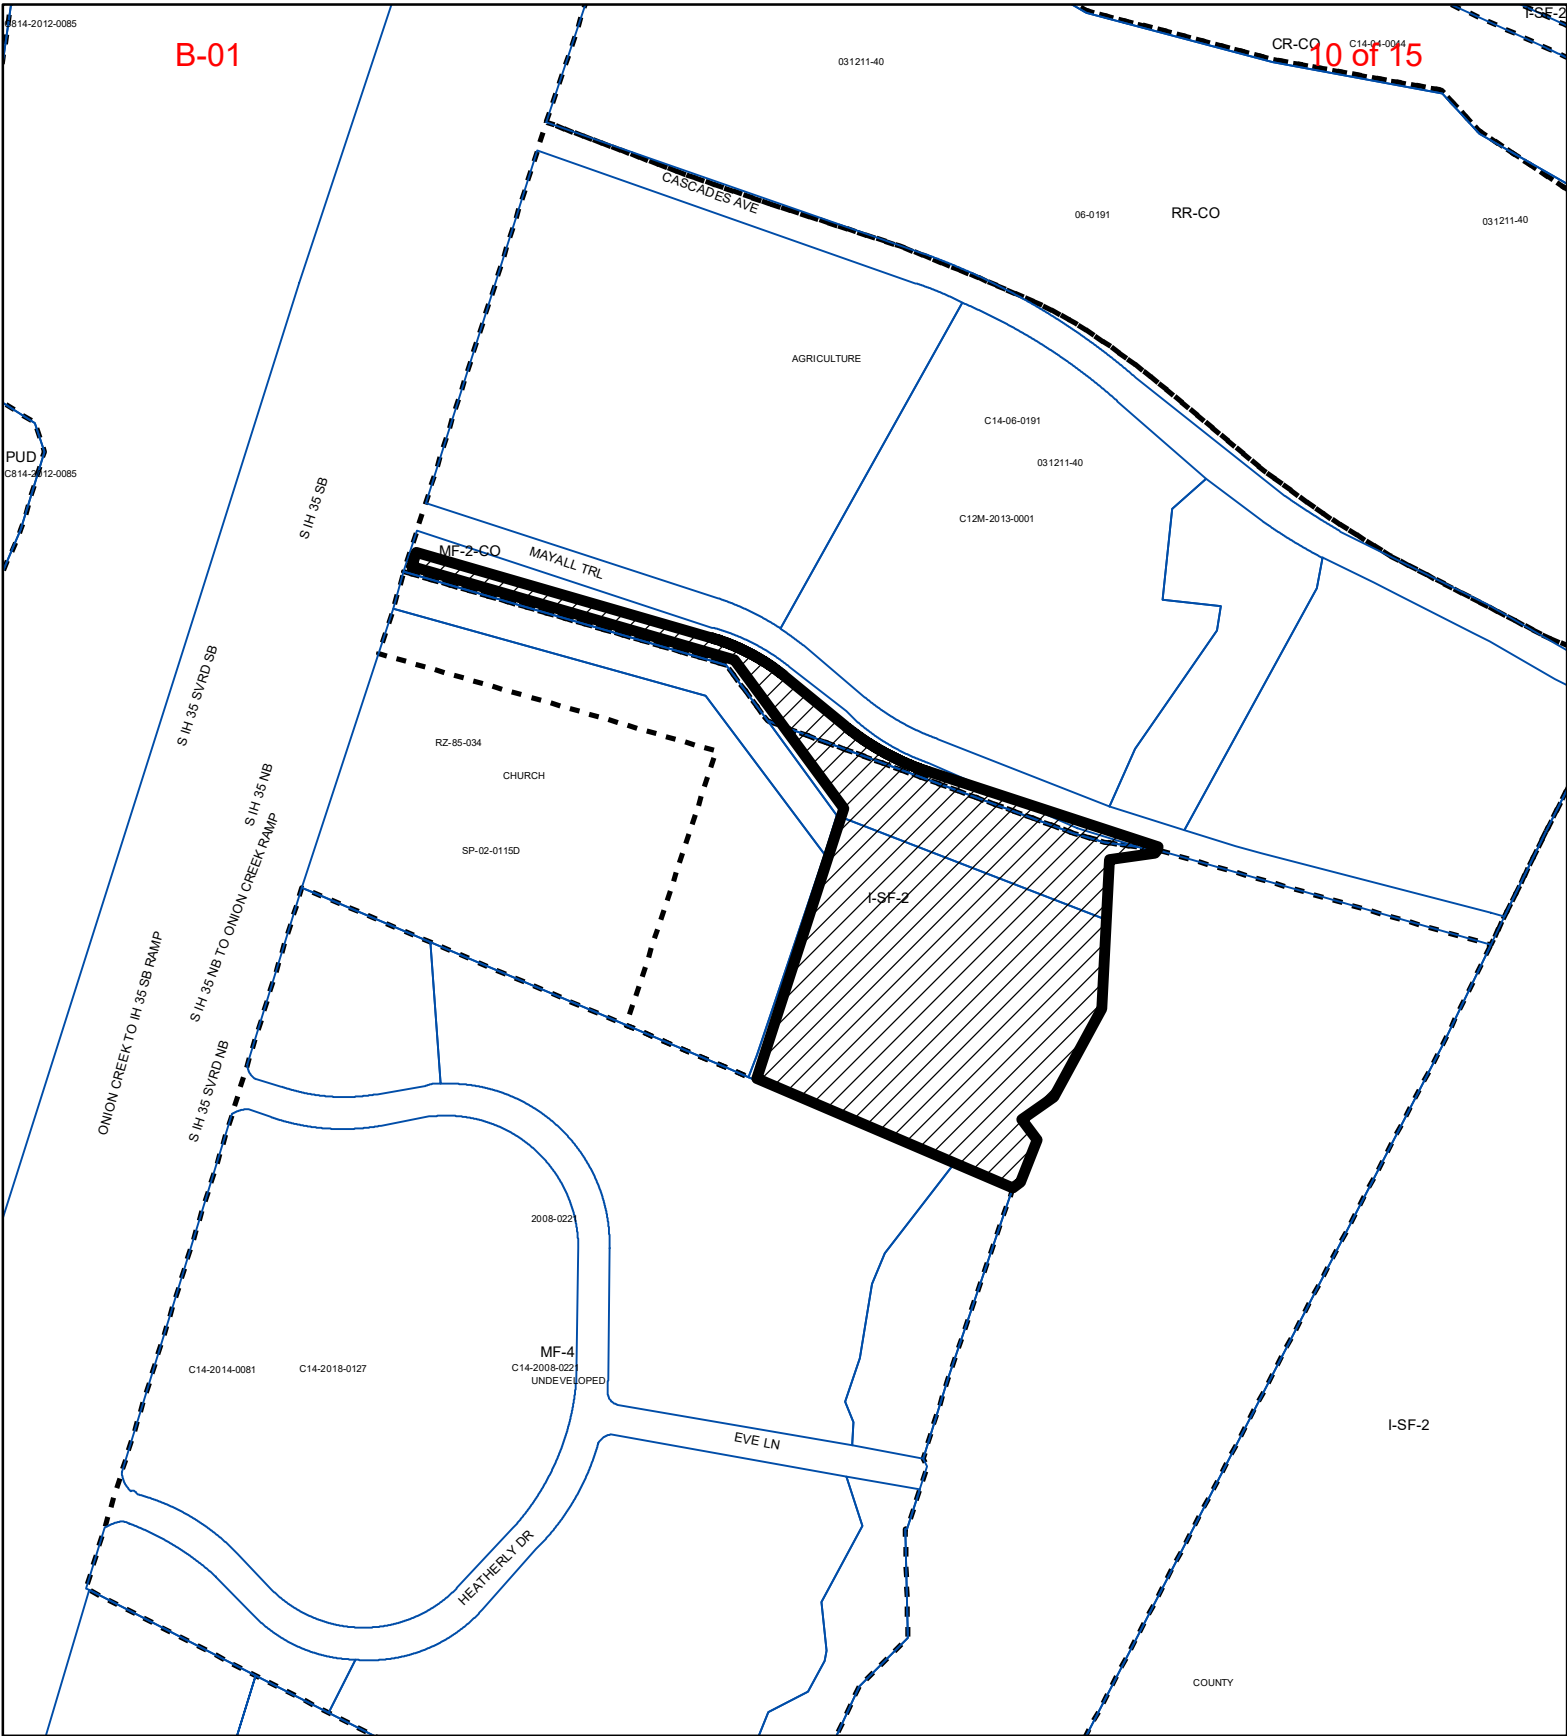 C814-2012-0085
B-01
I-SF-2
CR-CO
C14-04-0044
10 of 15
031211-40
CASCADES AVE
06-0191
RR-CO
031211-40
AGRICULTURE
C14-06-0191
031211-40
C12M-2013-0001
PUD
C814-2012-0085
S IH 35 SB
MF-2-CO
MAYALL TRL
S IH 35 SVRD SB
RZ-85-034
CHURCH
S IH 35 NB
SP-02-0115D
S IH 35 NB TO ONION CREEK RAMP
I-SF-2
ONION CREEK TO IH 35 SB RAMP
S IH 35 SVRD NB
2008-0221
MF-4
C14-2014-0081
C14-2018-0127
C14-2008-0221
UNDEVELOPED
EVE LN
I-SF-2
HEATHERLY DR
COUNTY